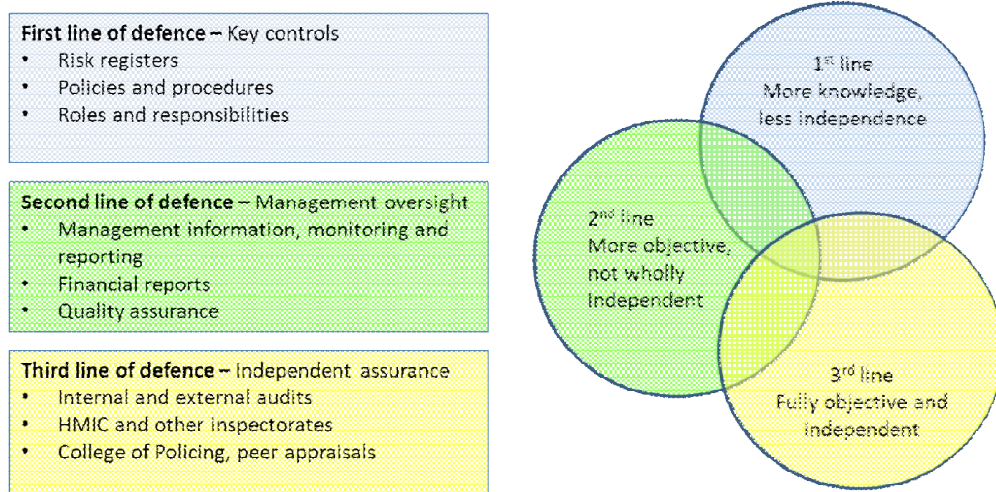 First line of defence – Key controls
• Risk registers
• Policies and procedures
• Roles and responsibilities
Second line of defence – Management oversight
• Management information, monitoring and
reporting
• Financial reports
• Quality assurance
Third line of defence – Independent assurance
• Internal and external audits
• HMIC and other inspectorates
• College of Policing, peer appraisals
1st line
More knowledge,
less independence
2nd line
More objective,
not wholly
Independent
3rd line
Fully objective and
independent